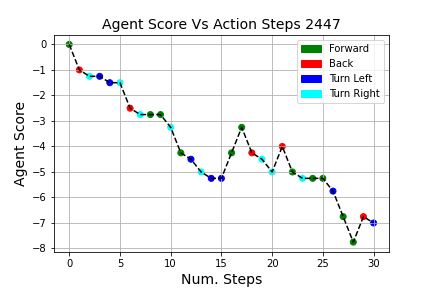 Agent Score Vs Action Steps 2447
Agent Score
0
−1
−2
−3
−4
−5
−6
−7
−8
Forward
Back
Turn Left
Turn Right
0 5 10 15 20 25 30
Num. Steps